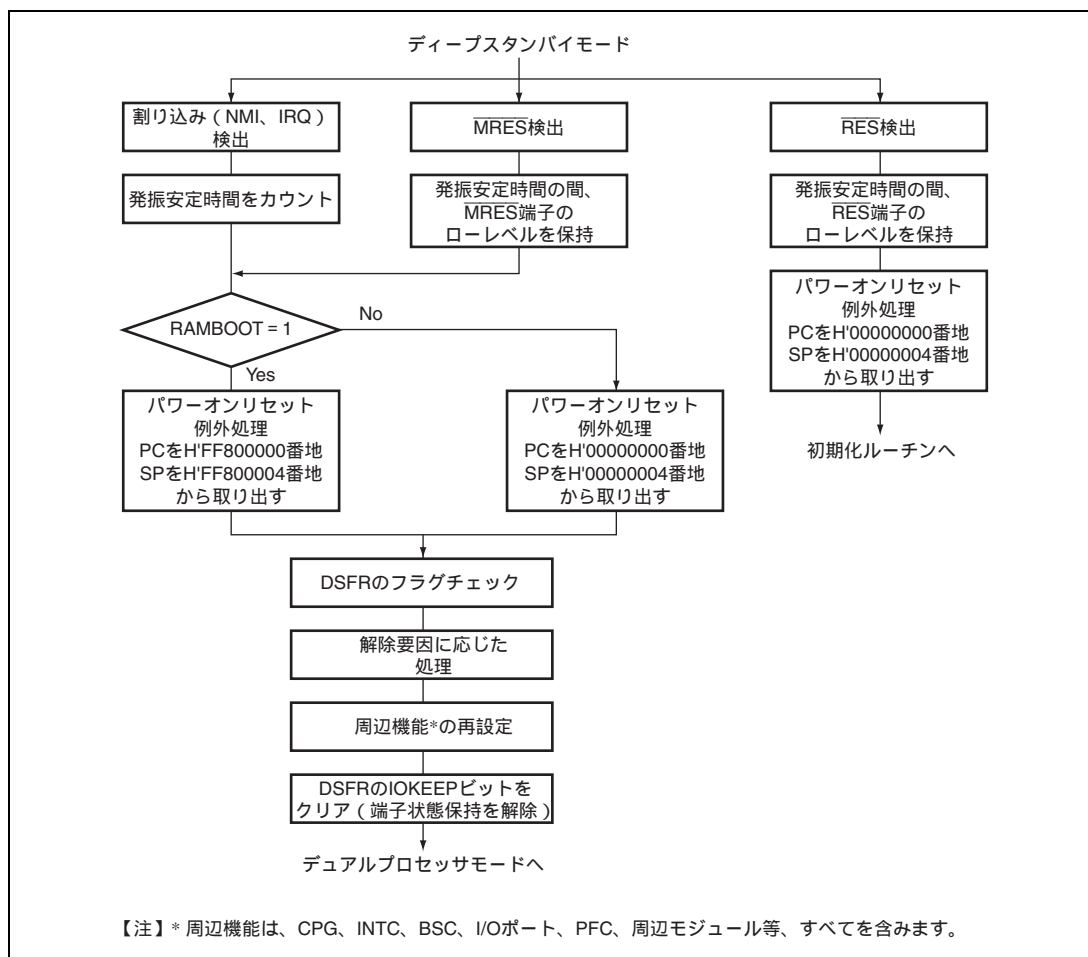 ディープスタンバイモード
割り込み（NMI、IRQ）
検出
MRES検出
RES検出
発振安定時間をカウント
発振安定時間の間、
MRES端子の
ローレベルを保持
発振安定時間の間、
RES端子の
ローレベルを保持
RAMBOOT = 1
No
Yes
パワーオンリセット
例外処理
PCをH'00000000番地
SPをH'00000004番地
から取り出す
初期化ルーチンへ
パワーオンリセット
例外処理
PCをH'FF800000番地
SPをH'FF800004番地
から取り出す
パワーオンリセット
例外処理
PCをH'00000000番地
SPをH'00000004番地
から取り出す
DSFRのフラグチェック
解除要因に応じた
処理
周辺機能*の再設定
DSFRのIOKEEPビットを
クリア（端子状態保持を解除）
デュアルプロセッサモードへ
【注】* 周辺機能は、CPG、INTC、BSC、I/Oポート、PFC、周辺モジュール等、すべてを含みます。